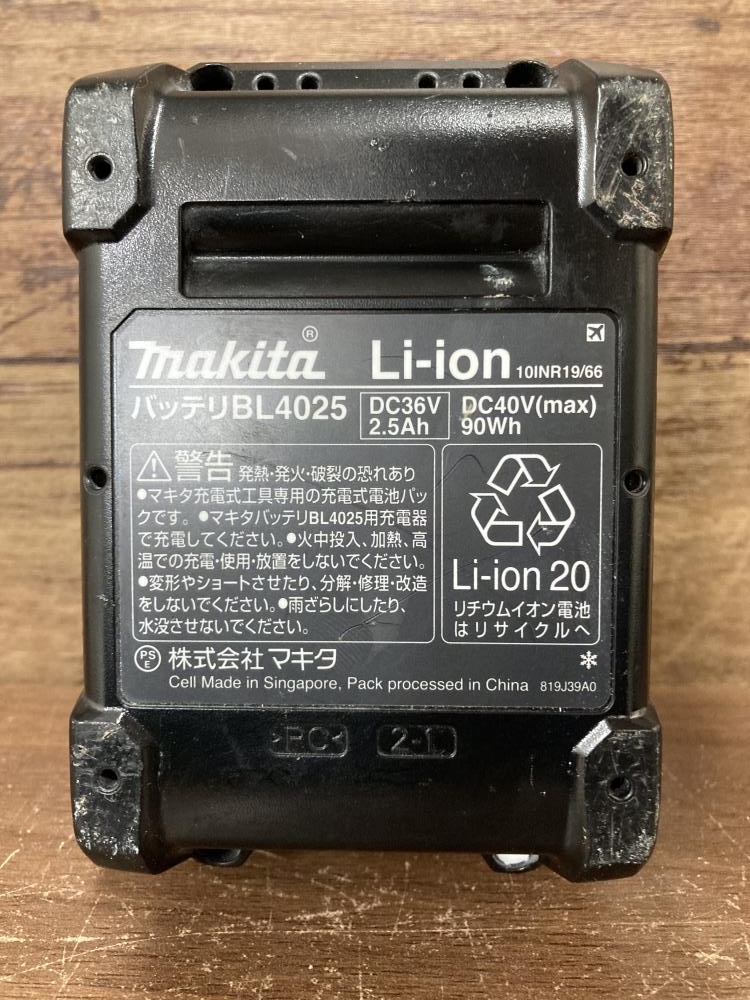 makita®
Li-ion 10INR19/66
バッテリBL4025
DC36V
2.5Ah
DC40V(max)
90Wh
警告 発熱・発火・破裂の恐れあり
●マキタ充電式工具専用の充電式電池パッ
クです。●マキタバッテリBL4025用充電器
で充電してください。●火中投入、加熱、高
温での充電・使用・放置をしないでください。
●変形やショートさせたり、分解・修理・改造
をしないでください。●雨ざらしにしたり、
水没させないでください。
Li-ion 20
リチウムイオン電池
はリサイクルへ
PS
E
株式会社マキタ
Cell Made in Singapore, Pack processed in China 819J39A0
>PC<
2-1